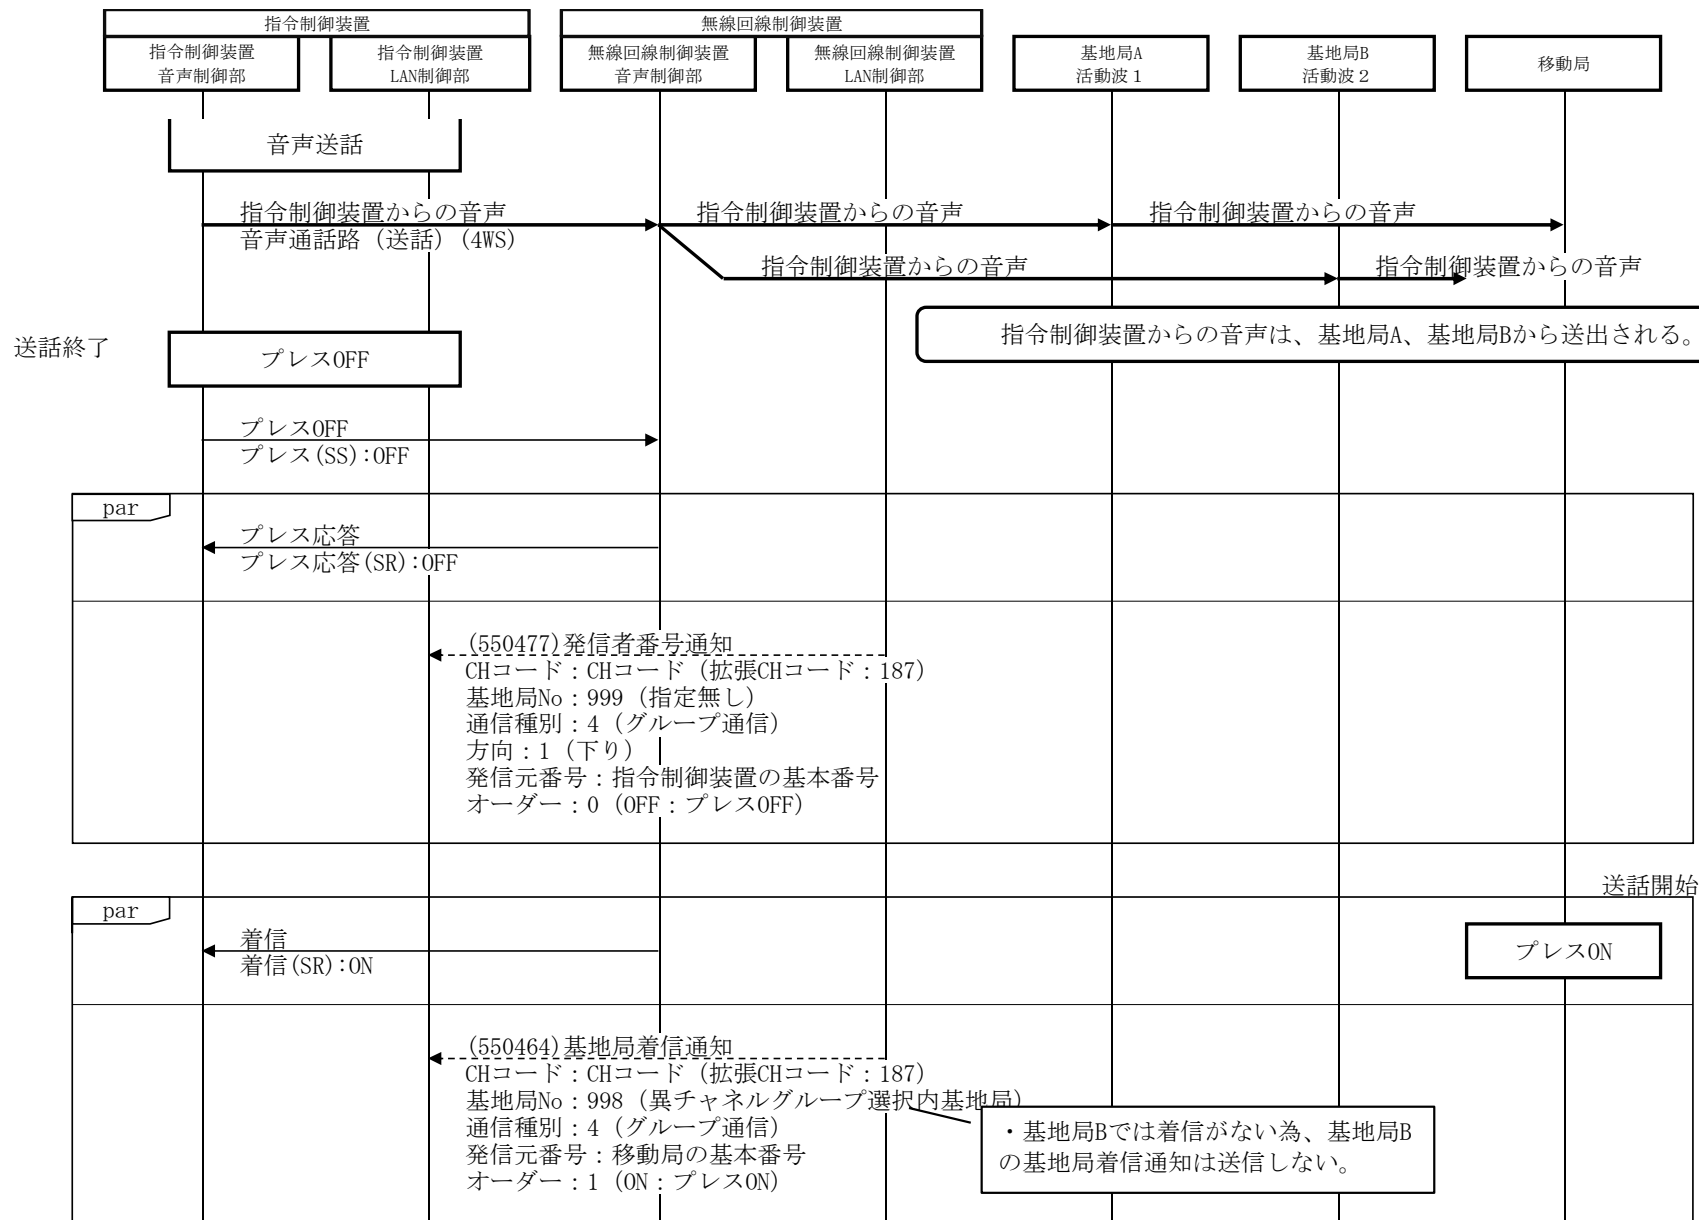 指令制御装置
無線回線制御装置
指令制御装置
音声制御部
指令制御装置
LAN制御部
無線回線制御装置
音声制御部
無線回線制御装置
LAN制御部
基地局A
活動波１
基地局B
活動波２
移動局
音声送話
指令制御装置からの音声
音声通話路（送話）(4WS)
指令制御装置からの音声
指令制御装置からの音声
指令制御装置からの音声
指令制御装置からの音声
指令制御装置からの音声は、基地局A、基地局Bから送出される。
送話終了
プレスOFF
プレスOFF
プレス(SS):OFF
par
プレス応答
プレス応答(SR):OFF
(550477)発信者番号通知
CHコード：CHコード（拡張CHコード：187）
基地局No：999（指定無し）
通信種別：4（グループ通信）
方向：1（下り）
発信元番号：指令制御装置の基本番号
オーダー：0（OFF：プレスOFF）
送話開始
par
着信
着信(SR):ON
プレスON
(550464)基地局着信通知
CHコード：CHコード（拡張CHコード：187）
基地局No：998（異チャネルグループ選択内基地局）
通信種別：4（グループ通信）
発信元番号：移動局の基本番号
オーダー：1（ON：プレスON）
・基地局Bでは着信がない為、基地局B
の基地局着信通知は送信しない。